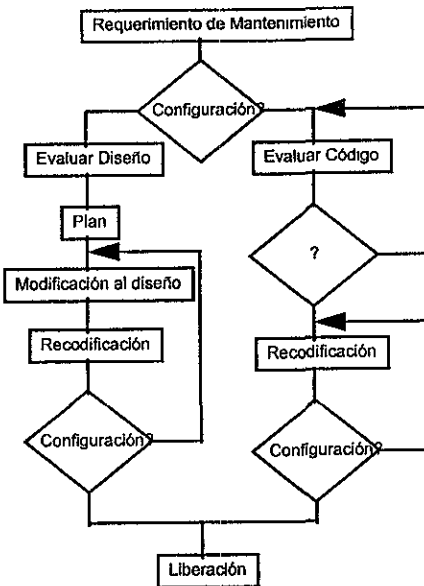 Requerimiento de Mantenimiento
Configuración?
Evaluar Diseño
Evaluar Código
Plan
?
Modificación al diseño
Recodificación
Recodificación
Configuración?
Configuración?
Liberación